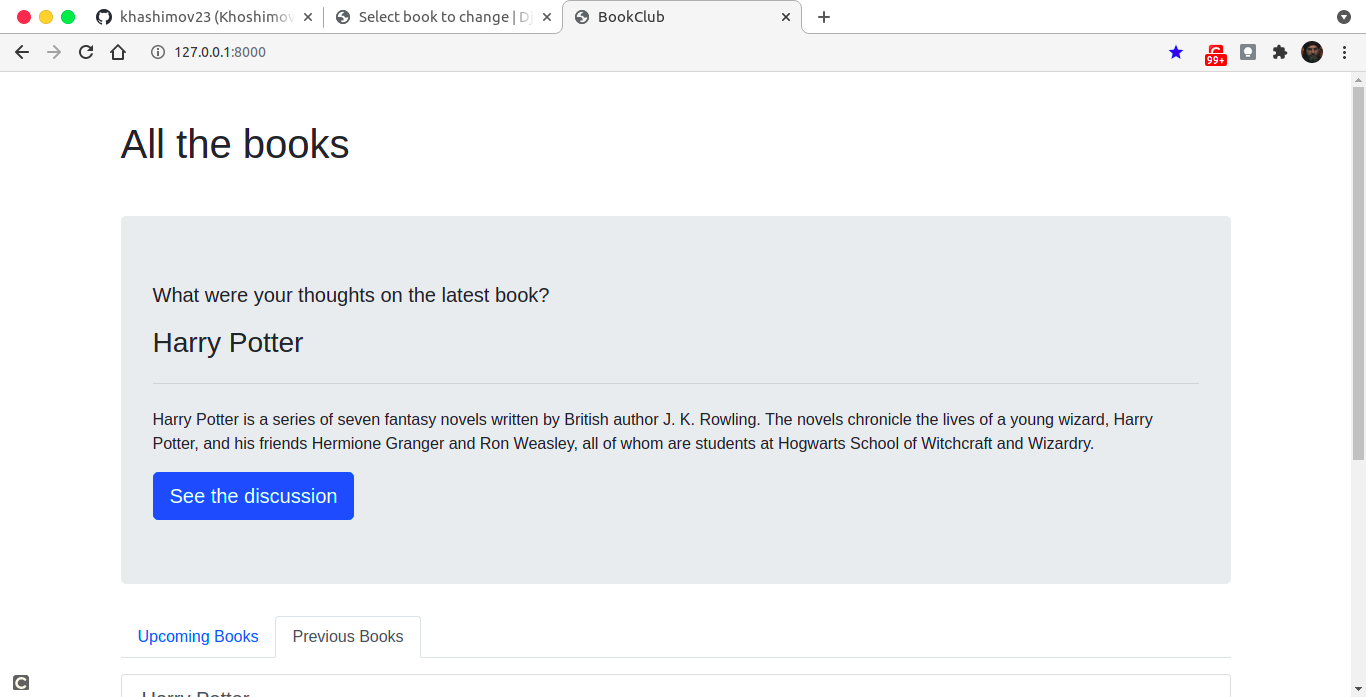 khashimov23 (Khoshimov
Select book to change | Dj
BookClub
127.0.0.1:8000
99+
All the books
What were your thoughts on the latest book?
Harry Potter
Harry Potter is a series of seven fantasy novels written by British author J. K. Rowling. The novels chronicle the lives of a young wizard, Harry
Potter, and his friends Hermione Granger and Ron Weasley, all of whom are students at Hogwarts School of Witchcraft and Wizardry.
See the discussion
Upcoming Books
Previous Books
Harry Potter